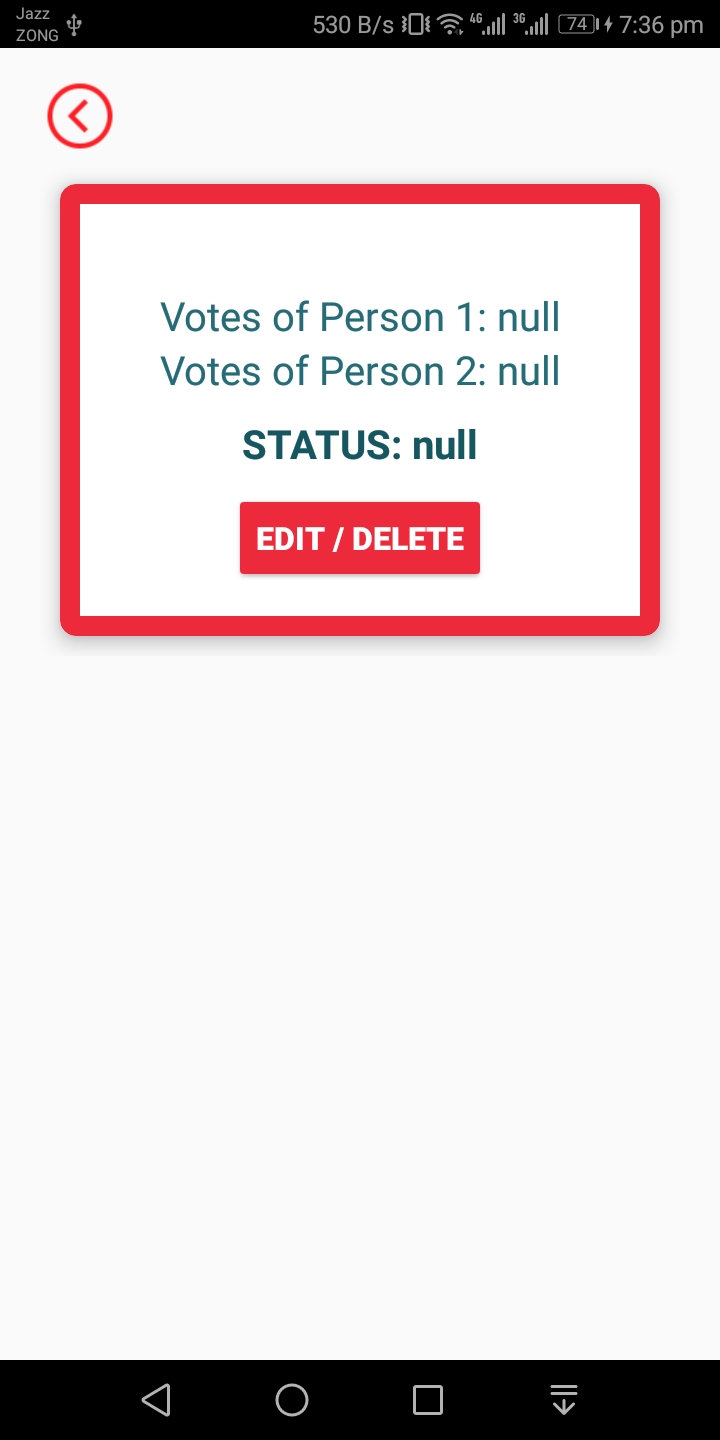 Jazz
ZONG
530 B/s 4G 3G 74 7:36 pm
Votes of Person 1: null
Votes of Person 2: null
STATUS: null
EDIT / DELETE